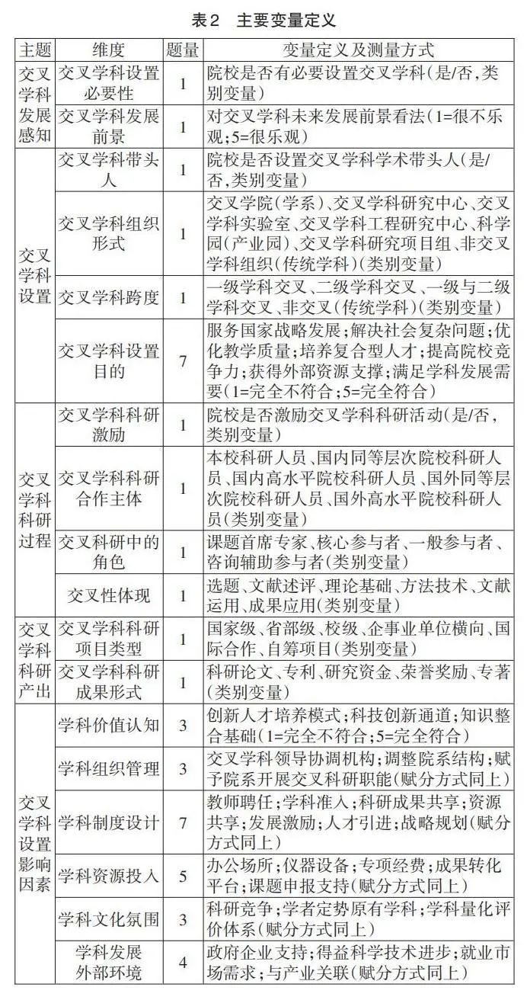 表2 主要变量定义
主题 维度 题量 变量定义及测量方式
交叉
学科
发展
感知
交叉学科设置
必要性
1
院校是否有必要设置交叉学科(是/否,类
别变量)
交叉学科发展
前景
1
对交叉学科未来发展前景看法(1=很不乐
观;5=很乐观)
交叉
学科
设置
交叉学科带头
人
1
院校是否设置交叉学科学术带头人(是/
否,类别变量)
交叉学科组织
形式
1
交叉学院(学系)、交叉学科研究中心、交叉
学科实验室、交叉学科工程研究中心、科学
园(产业园)、交叉学科研究项目组、非交叉
学科组织(传统学科)(类别变量)
交叉学科跨度
1
一级学科交叉、二级学科交叉、一级与二级
学科交叉、非交叉(传统学科)(类别变量)
交叉学科设置
目的
7
服务国家战略发展;解决社会复杂问题;优
化教学质量;培养复合型人才;提高院校竞
争力;获得外部资源支撑;满足学科发展需
要(1=完全不符合;5=完全符合)
交叉
学科
科研
过程
交叉学科科研
激励
1
院校是否激励交叉学科科研活动(是/否,
类别变量)
交叉学科科研
合作主体
1
本校科研人员、国内同等层次院校科研人
员、国内高水平院校科研人员、国外同等层
次院校科研人员、国外高水平院校科研人
员(类别变量)
交叉科研中的
角色
1
课题首席专家、核心参与者、一般参与者、
咨询辅助参与者(类别变量)
交叉性体现
1
选题、文献述评、理论基础、方法技术、文献
运用、成果应用(类别变量)
交叉
学科
科研
产出
交叉学科科研
项目类型
1
国家级、省部级、校级、企事业单位横向、国
际合作、自筹项目(类别变量)
交叉学科科研
成果形式
1
科研论文、专利、研究资金、荣誉奖励、专著
(类别变量)
交叉
学科
设置
影响
因素
学科价值认知
3
创新人才培养模式;科技创新通道;知识整
合基础(1=完全不符合;5=完全符合)
学科组织管理
3
交叉学科领导协调机构;调整院系结构;赋
予院系开展交叉科研职能(赋分方式同上)
学科制度设计
7
教师聘任;学科准入;科研成果共享;资源
共享;发展激励;人才引进;战略规划(赋分
方式同上)
学科资源投入
5
办公场所;仪器设备;专项经费;成果转化
平台;课题申报支持(赋分方式同上)
学科文化氛围
3
科研竞争;学者定势原有学科;学科量化评
价体系(赋分方式同上)
学科发展
外部环境
4
政府企业支持;得益科学技术进步;就业市
场需求;与产业关联(赋分方式同上)